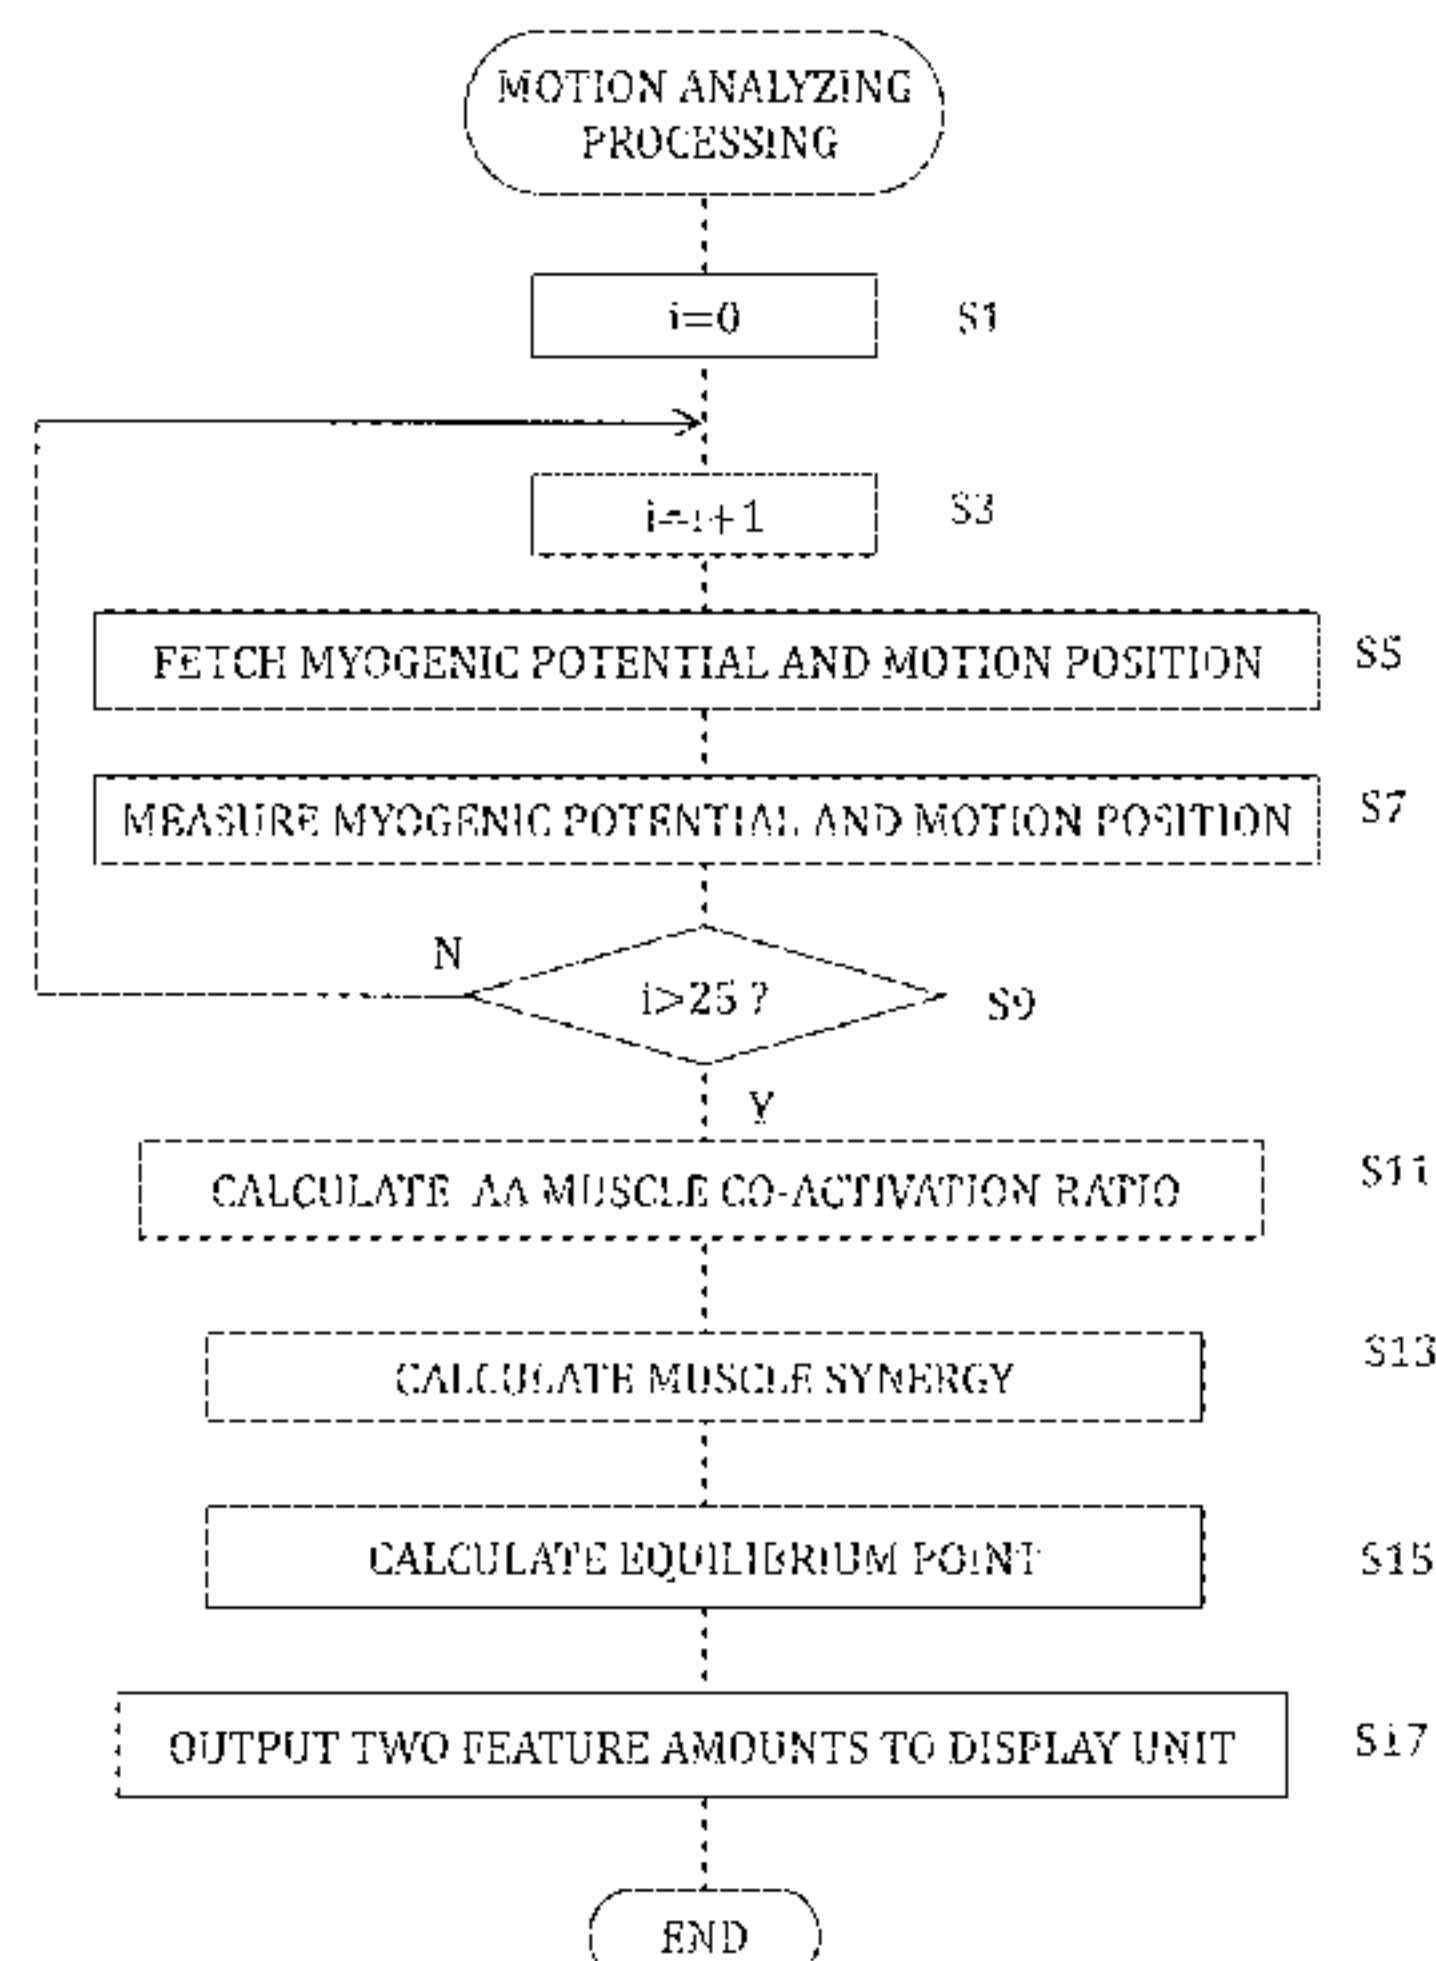 MOTION ANALYZING
PROCESSING
i=0
S1
i=i+1
S3
FETCH MYOGENIC POTENTIAL AND MOTION POSITION
S5
MEASURE MYOGENIC POTENTIAL AND MOTION POSITION
S7
N
i>25 ?
S9
Y
CALCULATE AA MUSCLE CO-ACTIVATION RATIO
S11
CALCULATE MUSCLE SYNERGY
S13
CALCULATE EQUILIBRIUM POINT
S15
OUTPUT TWO FEATURE AMOUNTS TO DISPLAY UNIT
S17
END